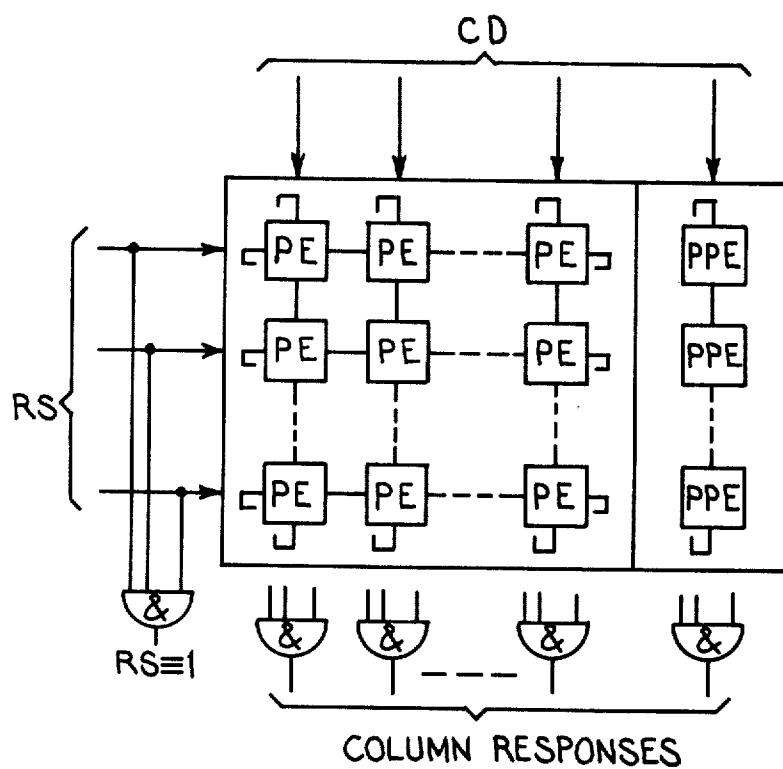 CD
PE PE PE PPE
PE PE PE PPE
RS
PE PE PE PPE
& & & & &
RS≡1
COLUMN RESPONSES